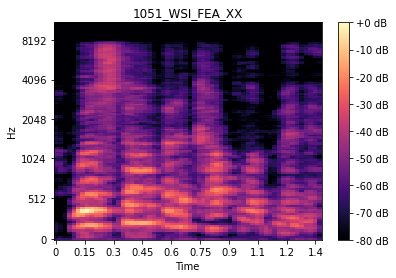 1051_WSI_FEA_XX
8192
4096
2048
1024
512
0
Hz
0 0.15 0.3 0.45 0.6 0.75 0.9 1.1 1.2 1.4
Time
+0 dB
-10 dB
-20 dB
-30 dB
-40 dB
-50 dB
-60 dB
-70 dB
-80 dB